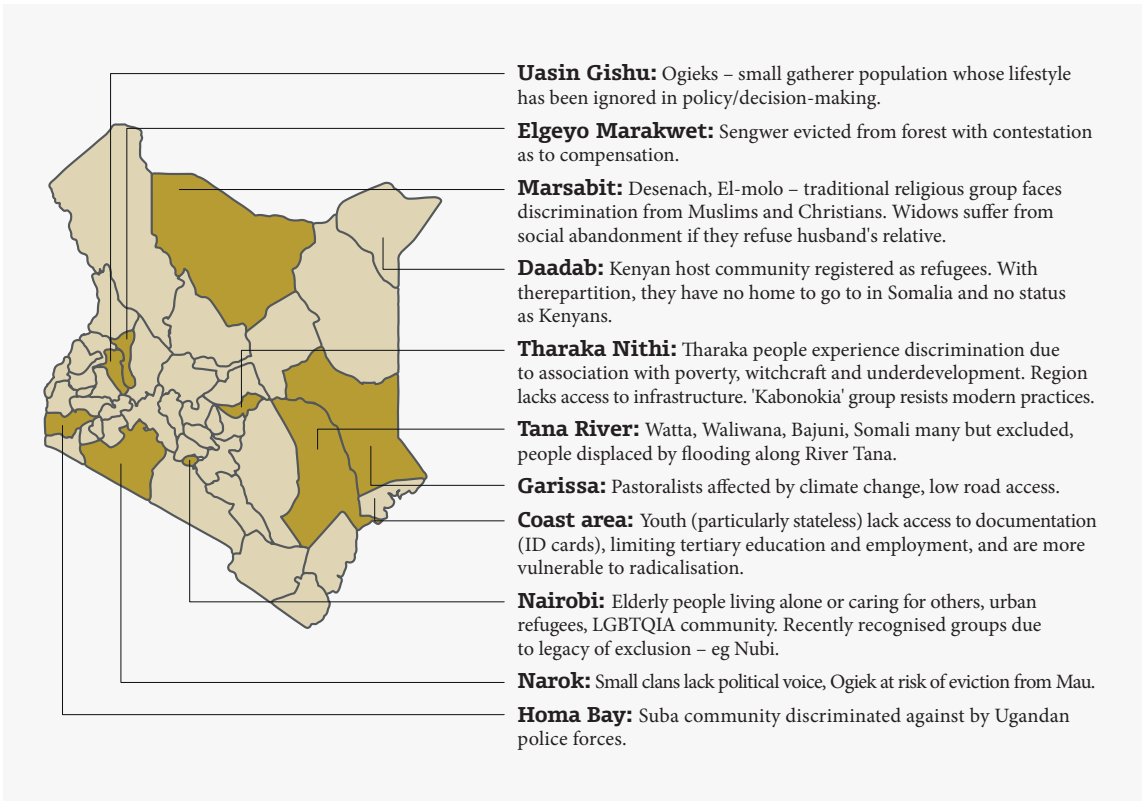 Uasin Gishu: Ogieks – small gatherer population whose lifestyle
has been ignored in policy/decision-making.
Elgeyo Marakwet: Sengwer evicted from forest with contestation
as to compensation.
Marsabit: Desenach, El-molo – traditional religious group faces
discrimination from Muslims and Christians. Widows suffer from
social abandonment if they refuse husband's relative.
Daadab: Kenyan host community registered as refugees. With
therepartition, they have no home to go to in Somalia and no status
as Kenyans.
Tharaka Nithi: Tharaka people experience discrimination due
to association with poverty, witchcraft and underdevelopment. Region
lacks access to infrastructure. 'Kabonokia' group resists modern practices.
Tana River: Watta, Waliwana, Bajuni, Somali many but excluded,
people displaced by flooding along River Tana.
Garissa: Pastoralists affected by climate change, low road access.
Coast area: Youth (particularly stateless) lack access to documentation
(ID cards), limiting tertiary education and employment, and are more
vulnerable to radicalisation.
Nairobi: Elderly people living alone or caring for others, urban
refugees, LGBTQIA community. Recently recognised groups due
to legacy of exclusion – eg Nubi.
Narok: Small clans lack political voice, Ogiek at risk of eviction from Mau.
Homa Bay: Suba community discriminated against by Ugandan
police forces.